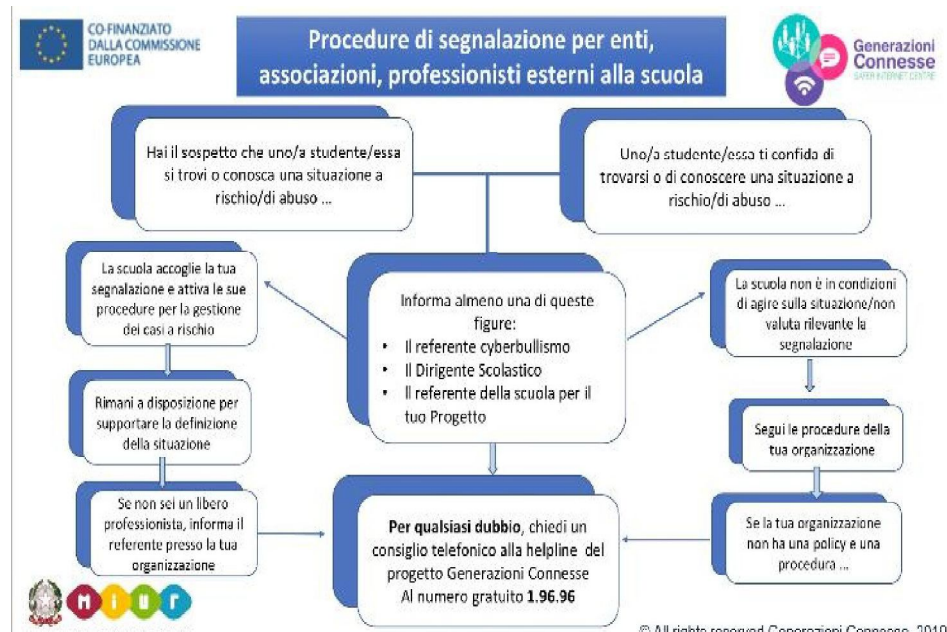 CO-FINANZIATO
DALLA COMMISSIONE
EUROPEA
Procedure di segnalazione per enti,
associazioni, professionisti esterni alla scuola
Generazioni
Connesse
SAFER INTERNET CENTRE
Hai il sospetto che uno/a studente/essa
si trovi o conosca una situazione a
rischio/di abuso ...
Uno/a studente/essa ti confida di
trovarsi o di conoscere una situazione a
rischio/di abuso ...
La scuola accoglie la tua
segnalazione e attiva le sue
procedure per la gestione
dei casi a rischio
Informa almeno una di queste
figure:
• Il referente cyberbullismo
• Il Dirigente Scolastico
• Il referente della scuola per il
tuo Progetto
La scuola non è in condizioni
di agire sulla situazione/non
valuta rilevante la
segnalazione
Rimani a disposizione per
supportare la definizione
della situazione
Segui le procedure della
tua organizzazione
Se non sei un libero
professionista, informa il
referente presso la tua
organizzazione
Per qualsiasi dubbio, chiedi un
consiglio telefonico alla helpline del
progetto Generazioni Connesse
Al numero gratuito 1.96.96
Se la tua organizzazione
non ha una policy e una
procedura ...
miur
© All rights reserved Generazioni Connesse, 2019